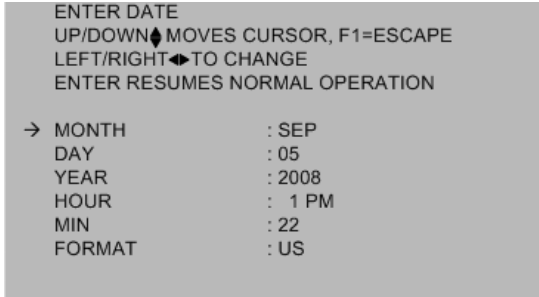 ENTER DATE
UP/DOWN♦ MOVES CURSOR, F1=ESCAPE
LEFT/RIGHT◂▸TO CHANGE
ENTER RESUMES NORMAL OPERATION
→ MONTH : SEP
DAY : 05
YEAR : 2008
HOUR : 1 PM
MIN : 22
FORMAT : US